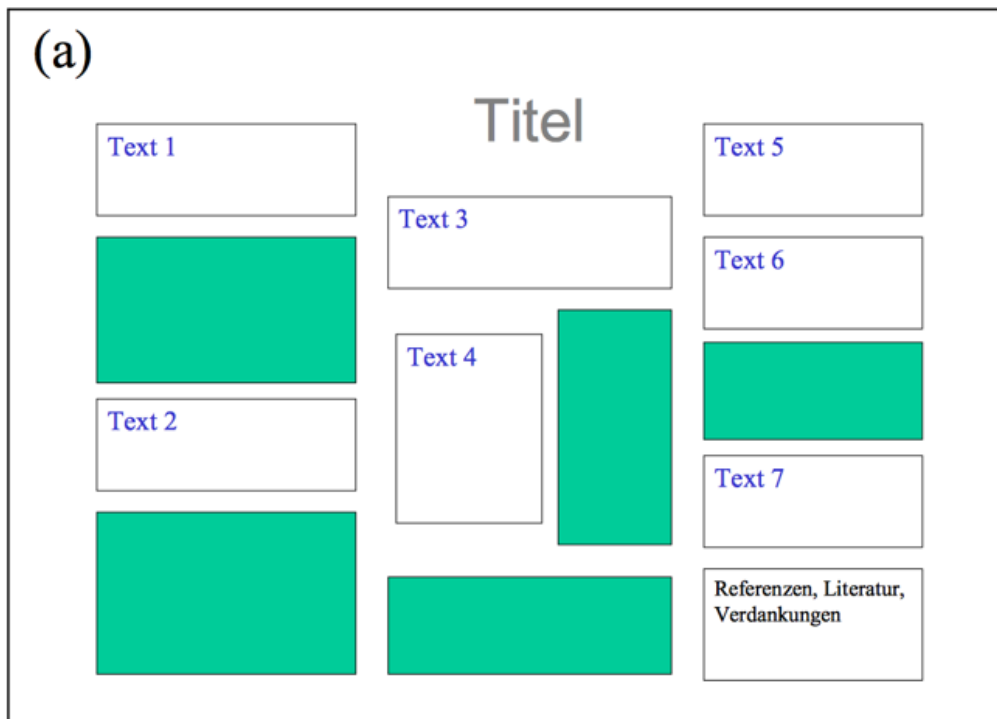 (a)
Titel
Text 1
Text 2
Text 3
Text 4
Text 5
Text 6
Text 7
Referenzen, Literatur,
Verdankungen